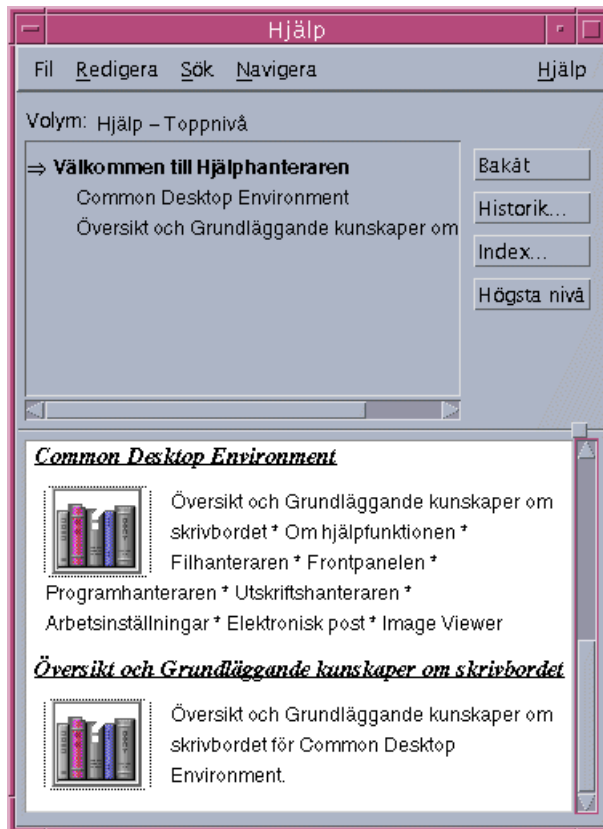 Hjälp
Fil Redigera Sök Navigera Hjälp
Volym: Hjälp – Toppnivå
⇒ Välkommen till Hjälphanteraren
Common Desktop Environment
Översikt och Grundläggande kunskaper om
Bakåt
Historik...
Index...
Högsta nivå
Common Desktop Environment
Översikt och Grundläggande kunskaper om
skrivbordet * Om hjälpfunktionen *
Filhanteraren * Frontpanelen *
Programhanteraren * Utskriftshanteraren *
Arbetsinställningar * Elektronisk post * Image Viewer
Översikt och Grundläggande kunskaper om skrivbordet
Översikt och Grundläggande kunskaper om
skrivbordet för Common Desktop
Environment.